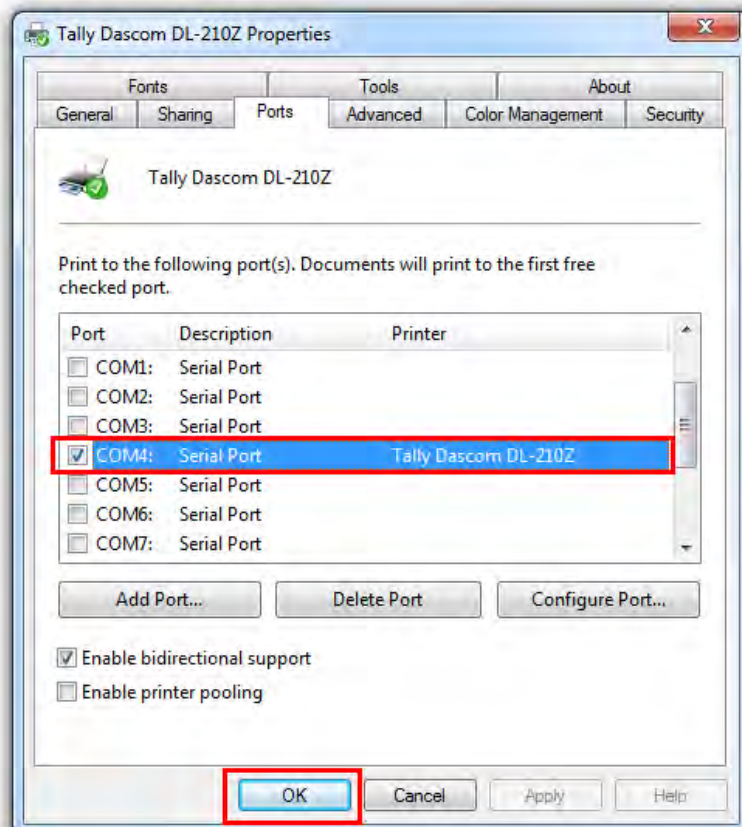 Tally Dascom DL-210Z Properties
Fonts Tools About
General Sharing Ports Advanced Color Management Security
Tally Dascom DL-210Z
Print to the following port(s). Documents will print to the first free
checked port.
Port Description Printer
COM1: Serial Port
COM2: Serial Port
COM3: Serial Port
COM4: Serial Port Tally Dascom DL-210Z
COM5: Serial Port
COM6: Serial Port
COM7: Serial Port
Add Port... Delete Port Configure Port...
Enable bidirectional support
Enable printer pooling
OK Cancel Apply Help